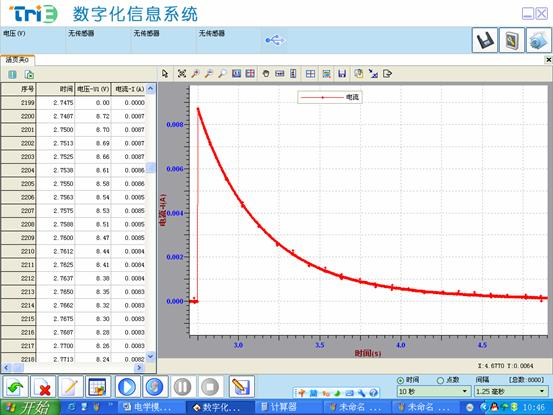 Tri3 数字化信息系统
电压(V) 无传感器 无传感器 无传感器
活页夹0
序号 时间 电压-U1(V) 电流-I(A)
2199 2.7475 0.00 0.0000
2200 2.7487 8.72 0.0087
2201 2.7500 8.70 0.0087
2202 2.7513 8.69 0.0087
2203 2.7525 8.66 0.0087
2204 2.7538 8.61 0.0086
2205 2.7550 8.58 0.0086
2206 2.7563 8.54 0.0085
2207 2.7575 8.53 0.0085
2208 2.7588 8.51 0.0085
2209 2.7600 8.47 0.0085
2210 2.7612 8.44 0.0084
2211 2.7625 8.41 0.0084
2212 2.7637 8.38 0.0084
2213 2.7650 8.35 0.0083
2214 2.7662 8.32 0.0083
2215 2.7675 8.30 0.0083
2216 2.7687 8.28 0.0083
2217 2.7700 8.26 0.0083
2218 2.7713 8.24 0.0082
电流
0.008
0.006
0.004
0.002
0.000
电流-I(A)
3.0 3.5 4.0 4.5
时间(S)
X:4.6770 Y:0.0064
时间 点数 间隔 [总数:8000]
10 秒 1.25 毫秒
开始 电学模... 数字化... 计算器 未命名 ... 未命名 ... 10:46